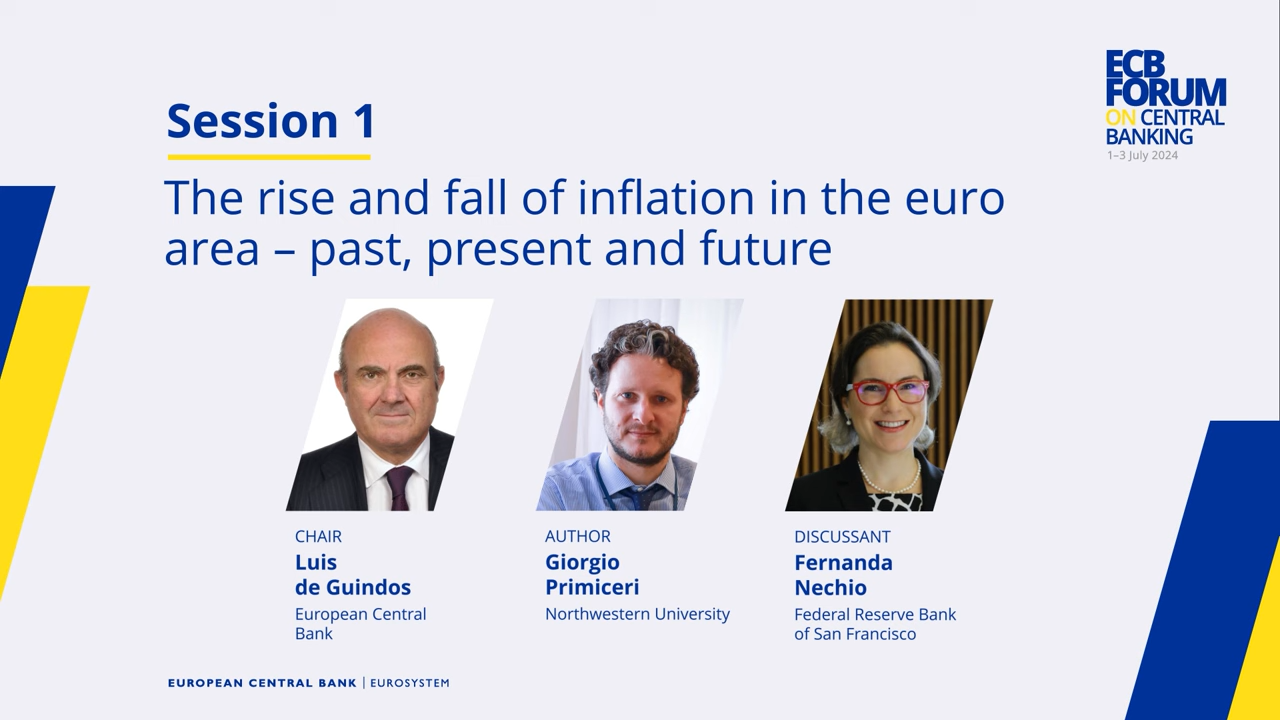 ECB
FORUM
ON CENTRAL
BANKING
1–3 July 2024
Session 1
The rise and fall of inflation in the euro
area – past, present and future
CHAIR
Luis
de Guindos
European Central
Bank
AUTHOR
Giorgio
Primiceri
Northwestern University
DISCUSSANT
Fernanda
Nechio
Federal Reserve Bank
of San Francisco
EUROPEAN CENTRAL BANK | EUROSYSTEM